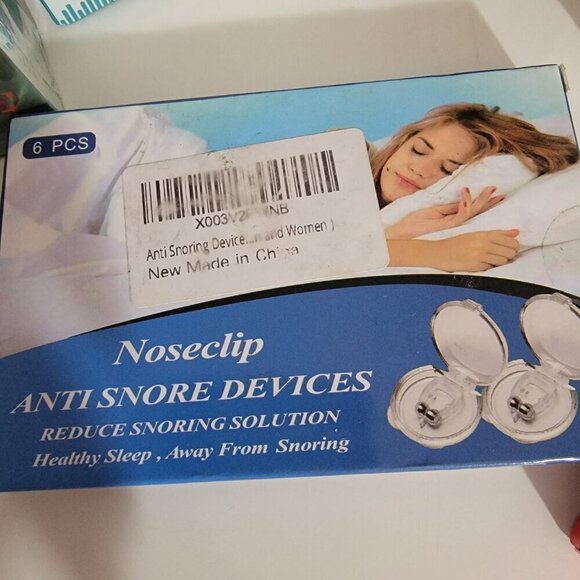 6 PCS
Anti Snoring Device... and Women )
New Made in China
Noseclip
ANTI SNORE DEVICES
REDUCE SNORING SOLUTION
Healthy Sleep , Away From Snoring